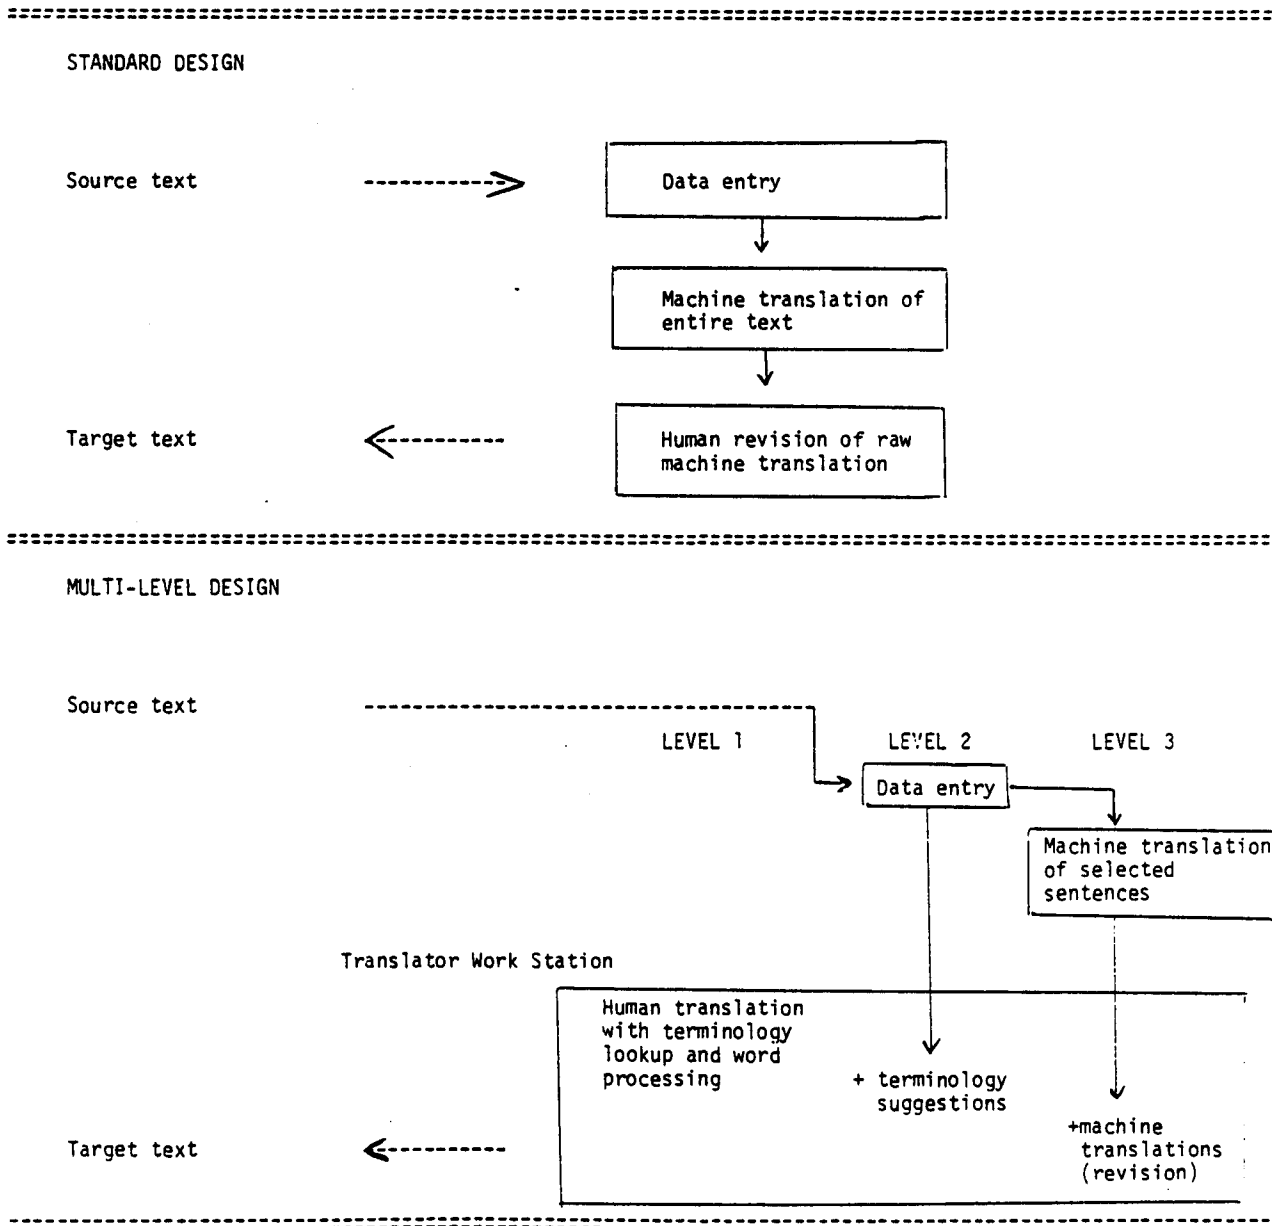 STANDARD DESIGN
Source text
Data entry
Machine translation of
entire text
Target text
Human revision of raw
machine translation
MULTI-LEVEL DESIGN
Source text
LEVEL 1
LEVEL 2
LEVEL 3
Data entry
Machine translation
of selected
sentences
Translator Work Station
Human translation
with terminology
lookup and word
processing
+ terminology
suggestions
+machine
translations
(revision)
Target text